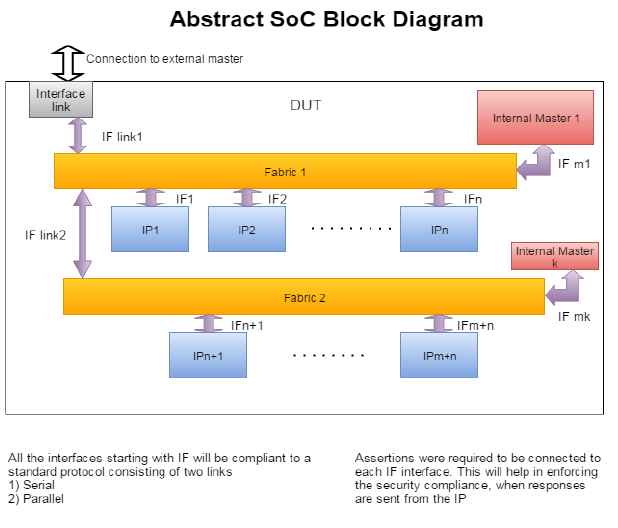 Abstract SoC Block Diagram
Connection to external master
Interface
link
DUT
Internal Master 1
IF link1
IF m1
Fabric 1
IF1
IF2
IFn
IP1
IP2
. . . . . . . . .
IPn
IF link2
Internal Master
k
Fabric 2
IF mk
IFn+1
IFm+n
IPn+1
. . . . . . . .
IPm+n
All the interfaces starting with IF will be compliant to a
standard protocol consisting of two links
1) Serial
2) Parallel
Assertions were required to be connected to
each IF interface. This will help in enforcing
the security compliance, when responses
are sent from the IP